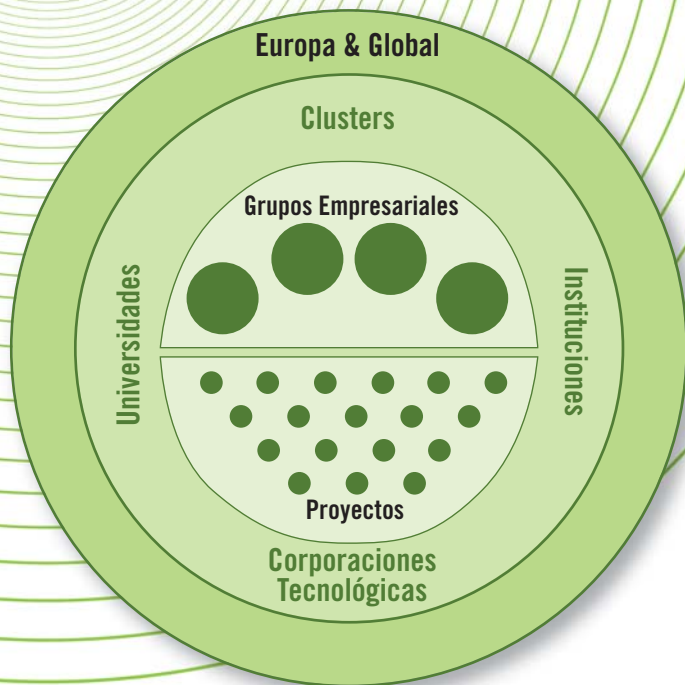 Europa & Global
Clusters
Grupos Empresariales
Universidades
Instituciones
Proyectos
Corporaciones
Tecnológicas